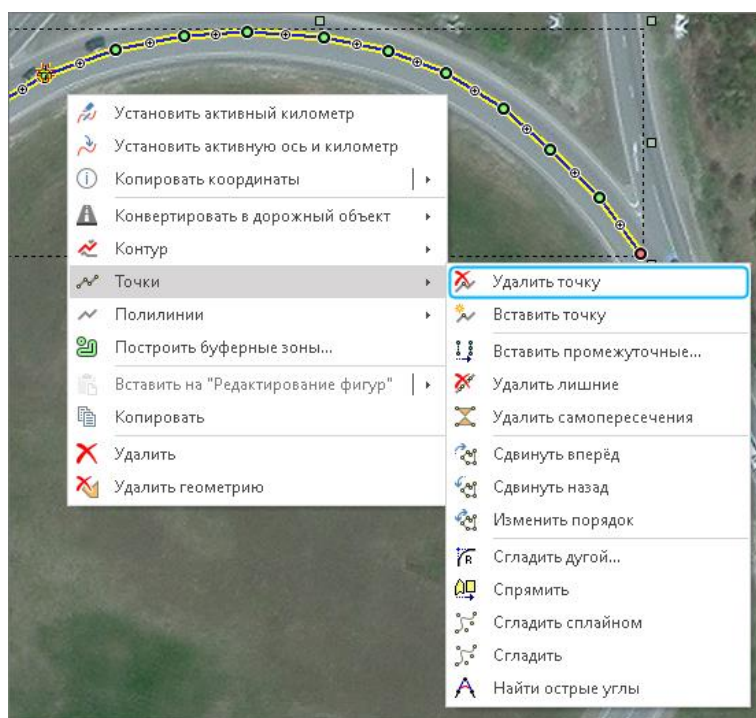 Установить активный километр
Установить активную ось и километр
Копировать координаты
Конвертировать в дорожный объект
Контур
Точки
Полилинии
Построить буферные зоны...
Вставить на "Редактирование фигур"
Копировать
Удалить
Удалить геометрию
Удалить точку
Вставить точку
Вставить промежуточные...
Удалить лишние
Удалить самопересечения
Сдвинуть вперёд
Сдвинуть назад
Изменить порядок
Сгладить дугой...
Спрямить
Сгладить сплайном
Сгладить
Найти острые углы